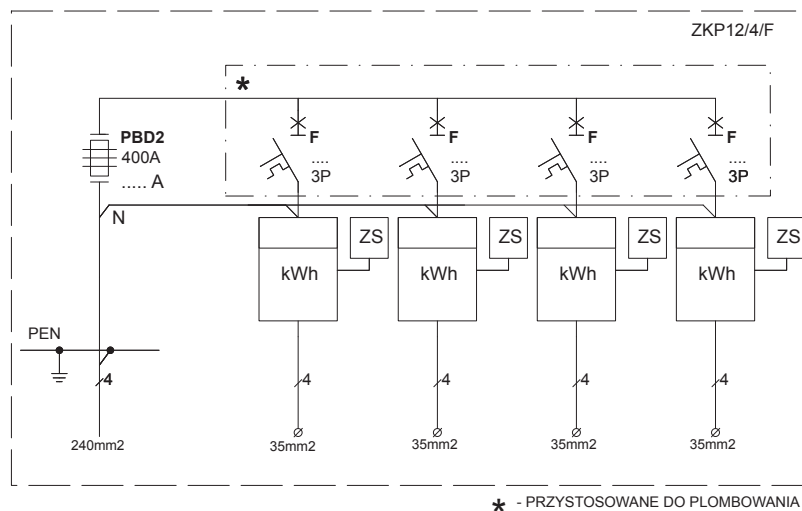 ZKP12/4/F
*
PBD2
400A
..... A
F
....
3P
F
....
3P
F
....
3P
F
....
3P
N
ZS
ZS
ZS
ZS
kWh
kWh
kWh
kWh
PEN
4
4
4
4
4
240mm2
35mm2
35mm2
35mm2
35mm2
* - PRZYSTOSOWANE DO PLOMBOWANIA